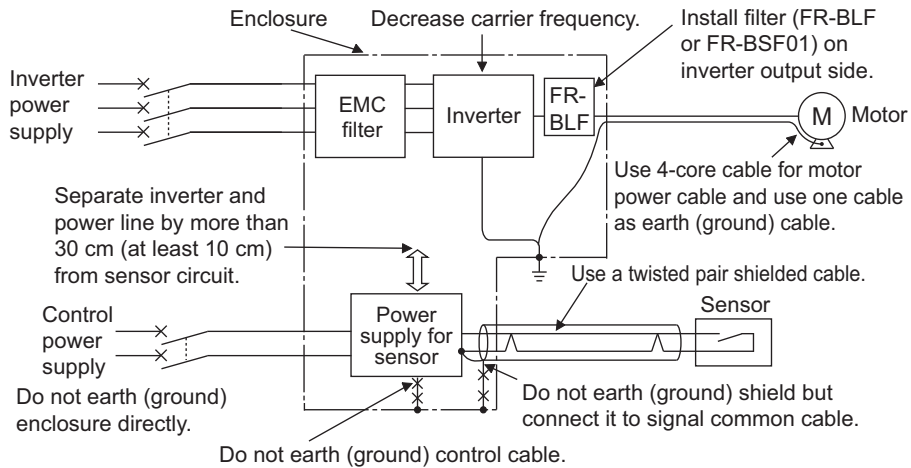 Enclosure
Decrease carrier frequency.
Install filter (FR-BLF
or FR-BSF01) on
inverter output side.
Inverter
power
supply
EMC
filter
Inverter
FR-
BLF
M
Motor
Use 4-core cable for motor
power cable and use one cable
as earth (ground) cable.
Separate inverter and
power line by more than
30 cm (at least 10 cm)
from sensor circuit.
Use a twisted pair shielded cable.
Control
power
supply
Power
supply for
sensor
Sensor
Do not earth (ground)
enclosure directly.
Do not earth (ground) shield but
connect it to signal common cable.
Do not earth (ground) control cable.